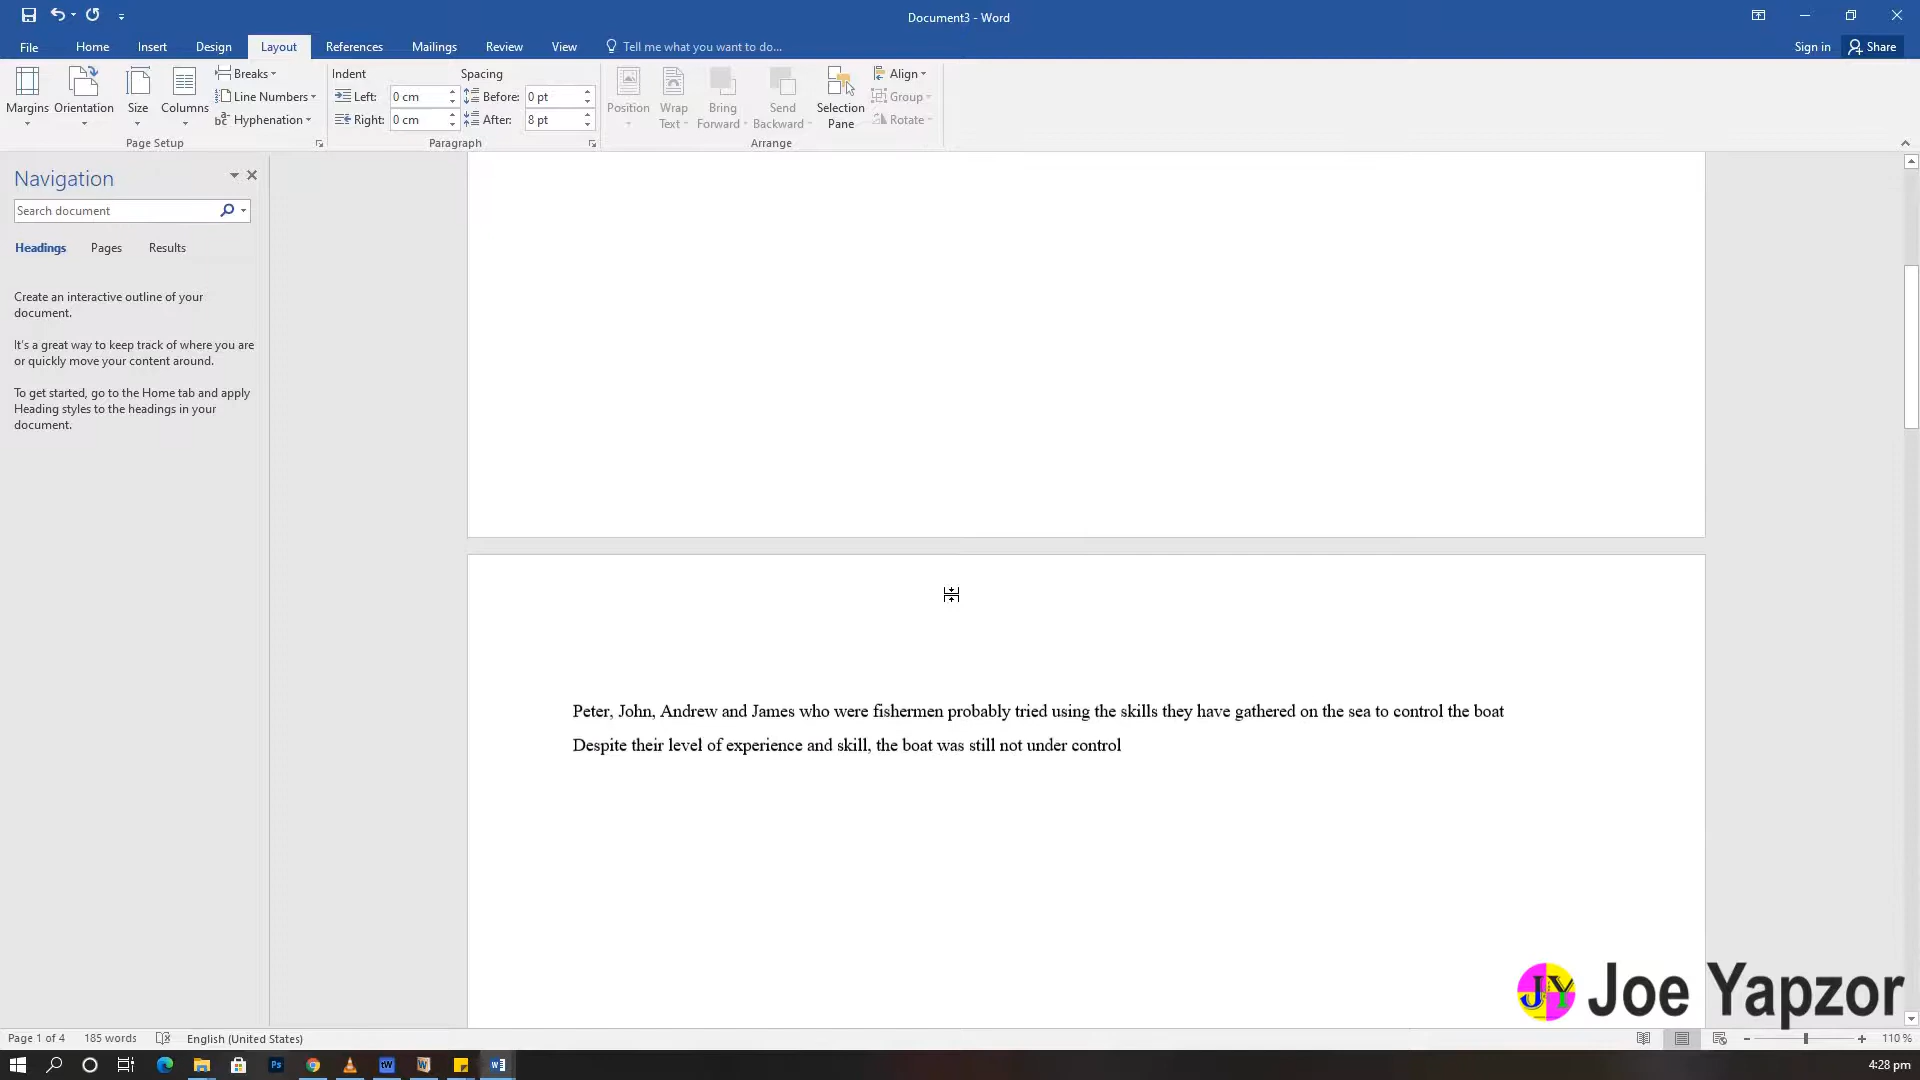 Document3 - Word
File Home Insert Design Layout References Mailings Review View Tell me what you want to do... Sign in Share
Margins Orientation Size Columns
Breaks
Line Numbers
Hyphenation
Page Setup
Indent Spacing
Left: 0 cm Before: 0 pt
Right: 0 cm After: 8 pt
Paragraph
Position
Wrap Text
Bring Forward
Send Backward
Selection Pane
Align
Group
Rotate
Arrange
Navigation
Search document
Headings Pages Results
Create an interactive outline of your
document.
It's a great way to keep track of where you are
or quickly move your content around.
To get started, go to the Home tab and apply
Heading styles to the headings in your
document.
Peter, John, Andrew and James who were fishermen probably tried using the skills they have gathered on the sea to control the boat
Despite their level of experience and skill, the boat was still not under control
JY Joe Yapzor
Page 1 of 4 185 words English (United States) 110 %
4:28 pm